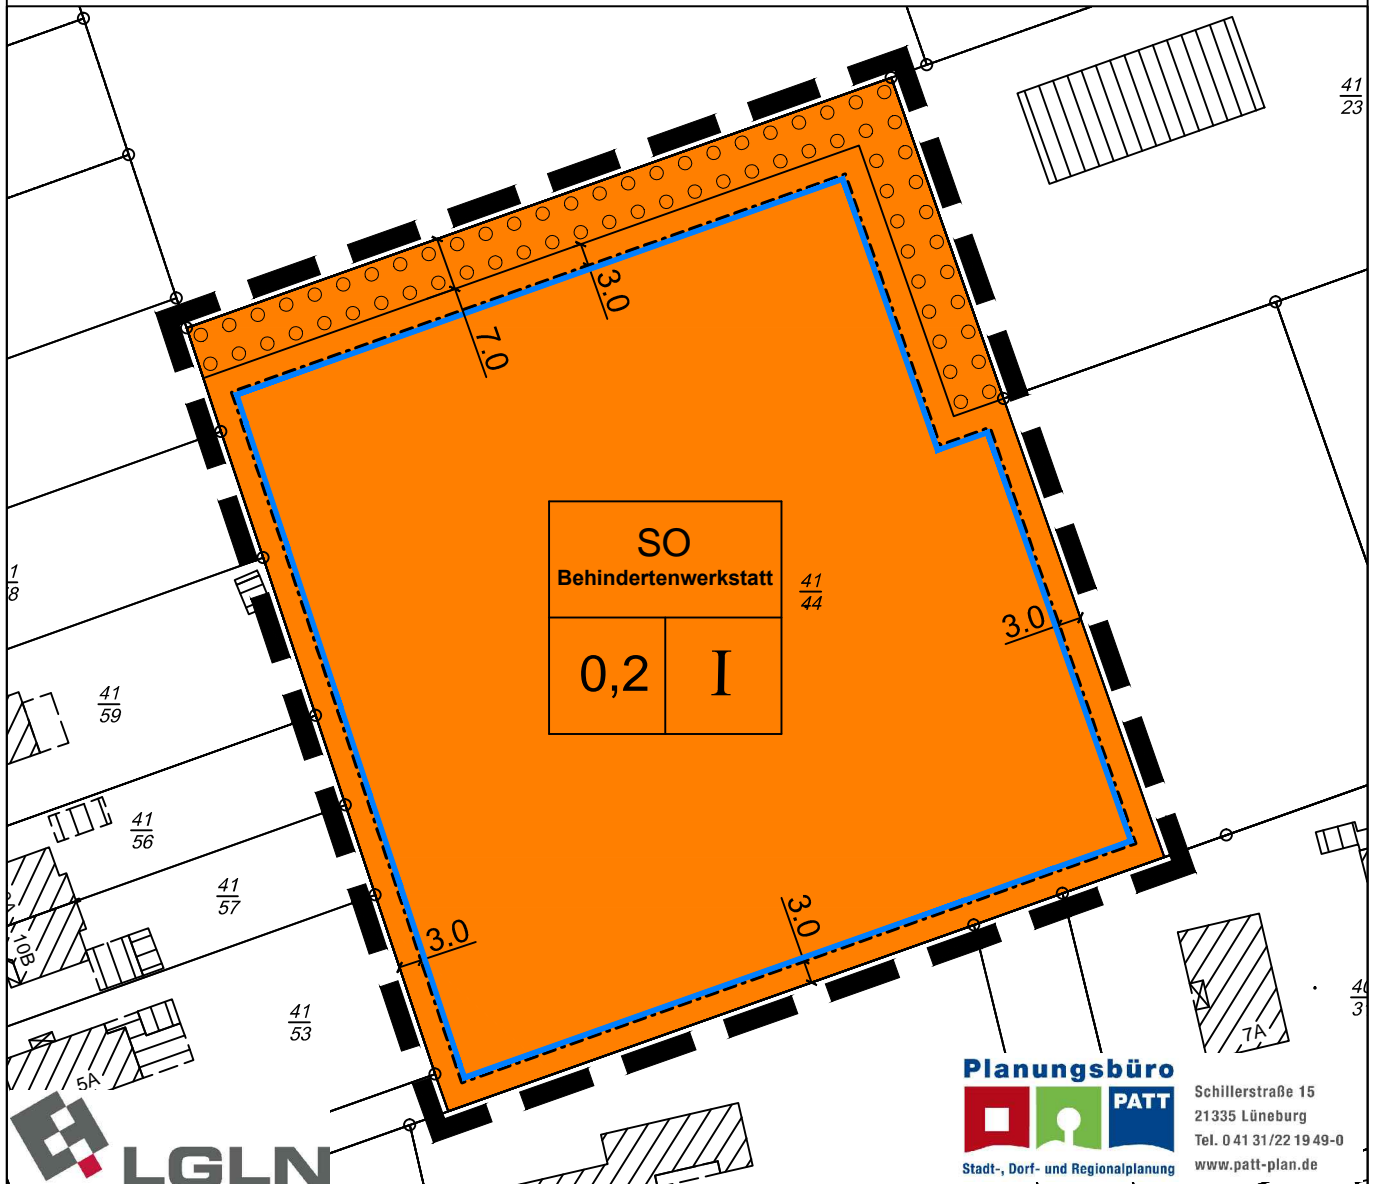 41
23
3.0
7.0
SO
Behindertenwerkstatt
0,2
I
41
44
3.0
41
59
41
56
41
57
10B
3.0
3.0
41
53
5A
7A
LGLN
Planungsbüro
PATT
Stadt-, Dorf- und Regionalplanung
Schillerstraße 15
21335 Lüneburg
Tel. 0 41 31/22 19 49-0
www.patt-plan.de